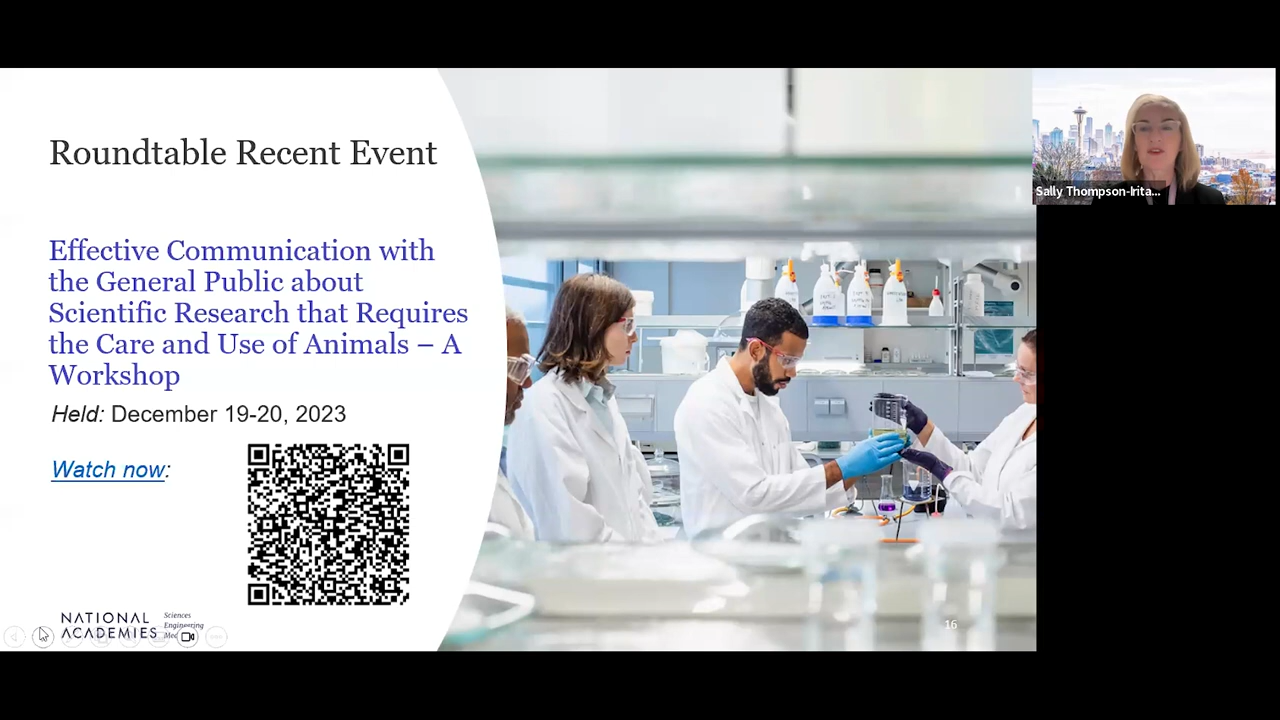 Roundtable Recent Event
Effective Communication with
the General Public about
Scientific Research that Requires
the Care and Use of Animals – A
Workshop
Held: December 19-20, 2023
Watch now:
NATIONAL
ACADEMIES
Sciences
Engineering
16
Sally Thompson-Irita...